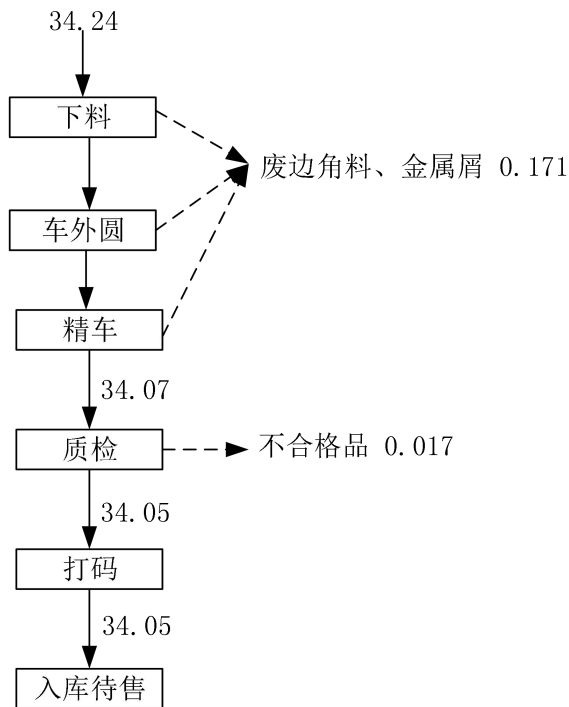 34.24
下料
废边角料、金属屑 0.171
车外圆
精车
34.07
质检
不合格品 0.017
34.05
打码
34.05
入库待售